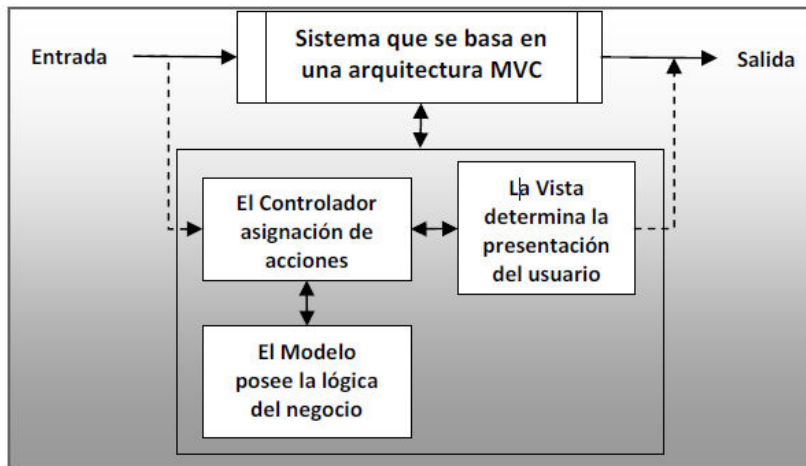 Sistema que se basa en
una arquitectura MVC
Entrada
Salida
El Controlador
asignación de
acciones
La Vista
determina la
presentación
del usuario
El Modelo
posee la lógica
del negocio